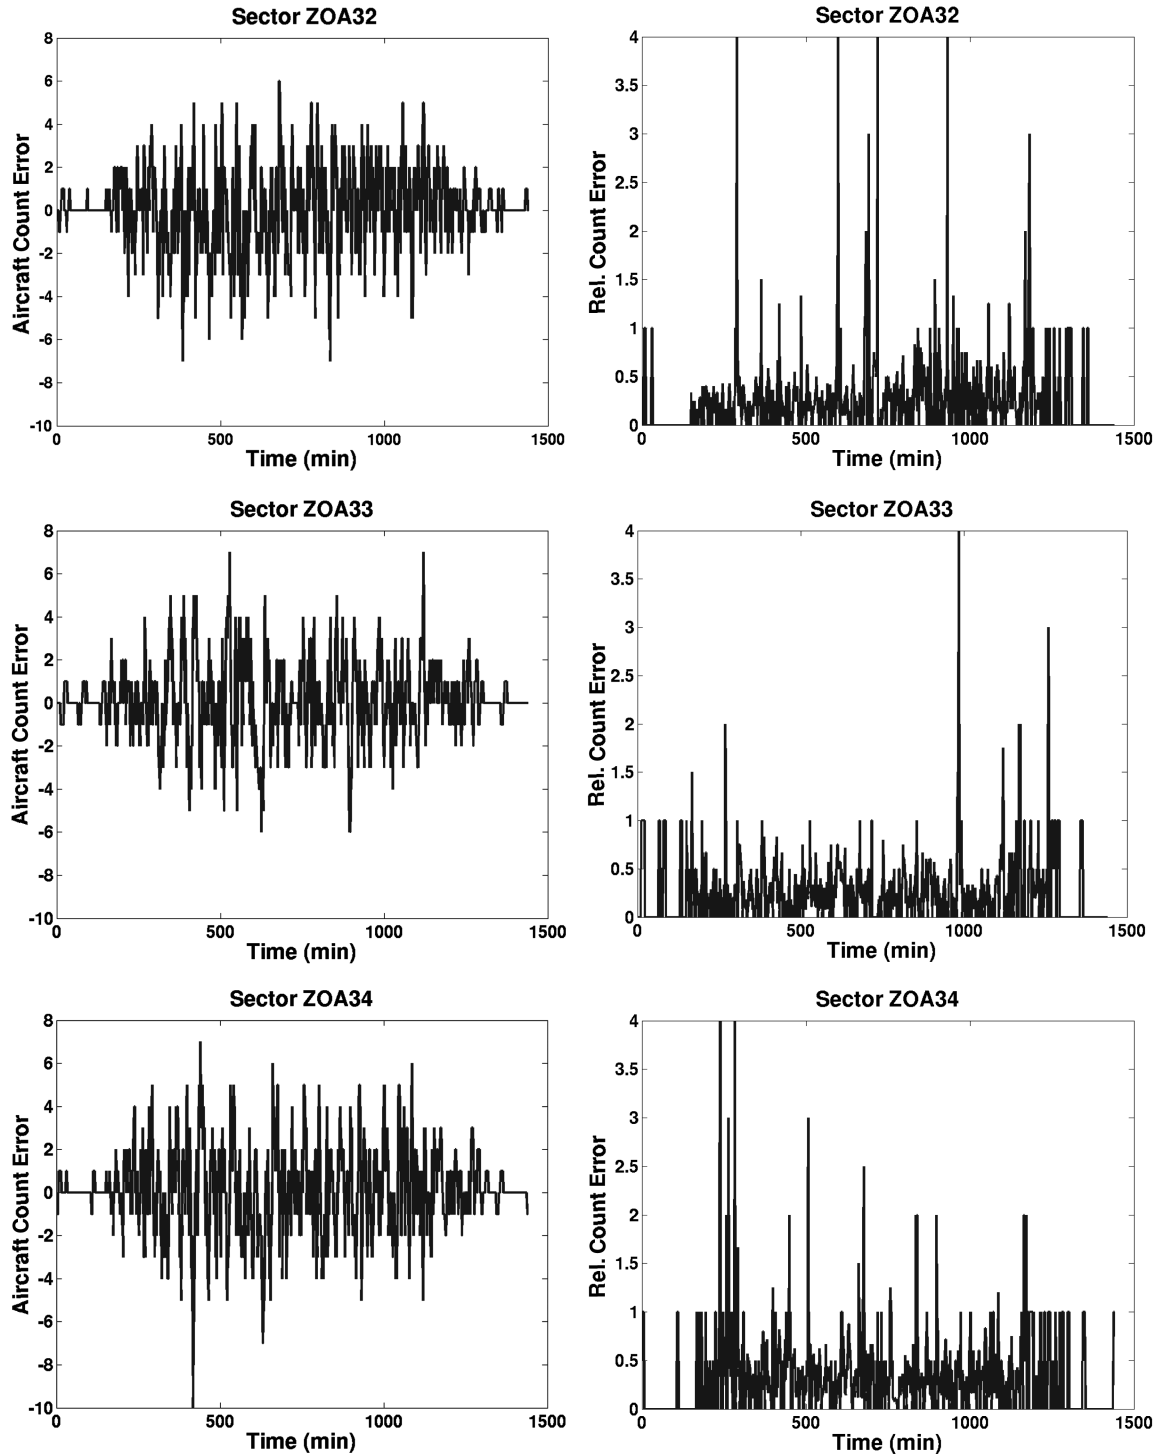 Sector ZOA32
Aircraft Count Error
8
6
4
2
0
-2
-4
-6
-8
-10
0 500 1000 1500
Time (min)
Sector ZOA32
Rel. Count Error
4
3.5
3
2.5
2
1.5
1
0.5
0
0 500 1000 1500
Time (min)
Sector ZOA33
Aircraft Count Error
8
6
4
2
0
-2
-4
-6
-8
-10
0 500 1000 1500
Time (min)
Sector ZOA33
Rel. Count Error
4
3.5
3
2.5
2
1.5
1
0.5
0
0 500 1000 1500
Time (min)
Sector ZOA34
Aircraft Count Error
8
6
4
2
0
-2
-4
-6
-8
-10
0 500 1000 1500
Time (min)
Sector ZOA34
Rel. Count Error
4
3.5
3
2.5
2
1.5
1
0.5
0
0 500 1000 1500
Time (min)